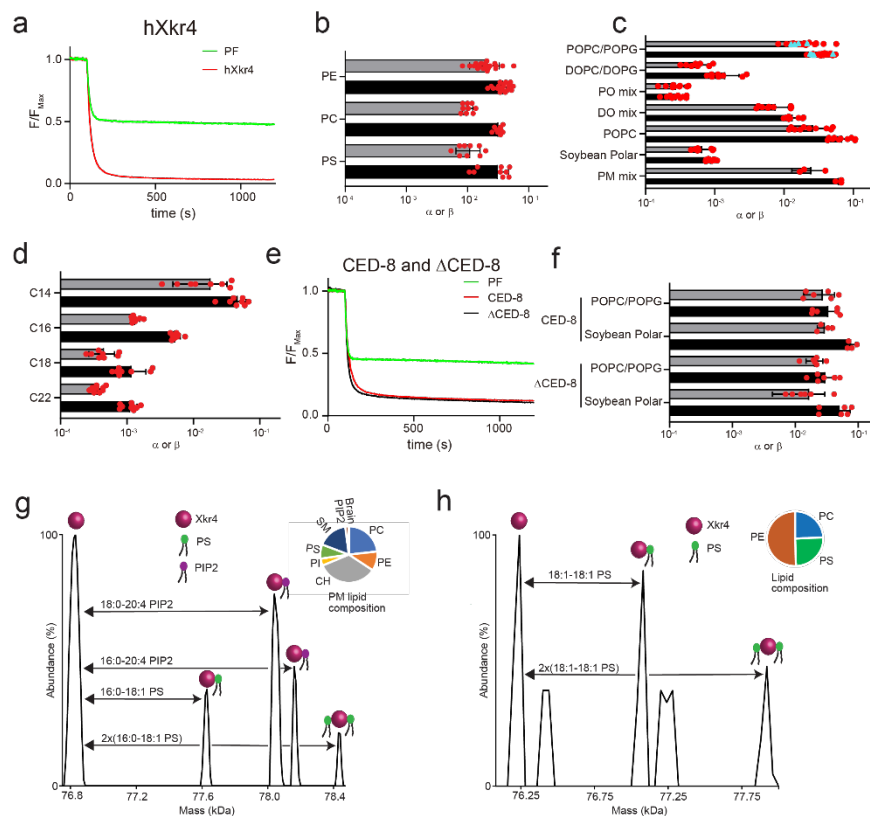 a
hXkr4
PF
hXkr4
F/F_Max
1.0
0.5
0.0
0
500
1000
time (s)
b
PE
PC
PS
10⁻⁴
10⁻³
10⁻²
10⁻¹
α or β
c
POPC/POPG
DOPC/DOPG
PO mix
DO mix
POPC
Soybean Polar
PM mix
10⁻⁴
10⁻³
10⁻²
10⁻¹
α or β
d
C14
C16
C18
C22
10⁻⁴
10⁻³
10⁻²
10⁻¹
α or β
e
CED-8 and ΔCED-8
PF
CED-8
ΔCED-8
F/F_Max
1.0
0.5
0.0
0
500
1000
time (s)
f
CED-8
POPC/POPG
Soybean Polar
ΔCED-8
POPC/POPG
Soybean Polar
10⁻⁴
10⁻³
10⁻²
10⁻¹
α or β
g
Xkr4
PS
PIP2
Brain
PIP2
SM
PC
PS
PI
PE
CH
PM lipid
composition
100
18:0-20:4 PIP2
16:0-20:4 PIP2
16:0-18:1 PS
2x(16:0-18:1 PS)
Abundance (%)
0
76.8
77.2
77.6
78.0
78.4
Mass (kDa)
h
Xkr4
PS
PE
PC
PS
Lipid
composition
100
18:1-18:1 PS
2x(18:1-18:1 PS)
Abundance (%)
0
76.25
76.75
77.25
77.75
Mass (kDa)